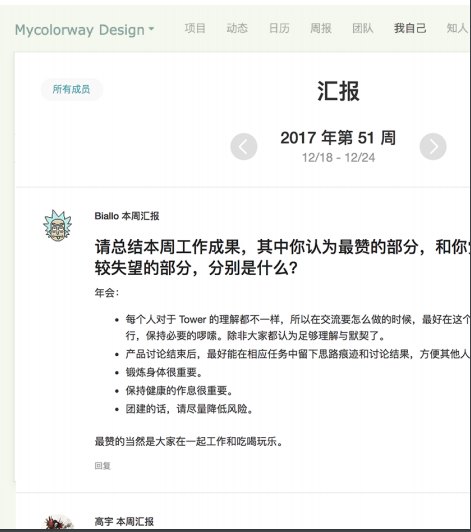 Mycolorway Design
项目 动态 日历 周报 团队 我自己 知人
所有成员
汇报
2017 年第 51 周
12/18 - 12/24
Biallo 本周汇报
请总结本周工作成果，其中你认为最赞的部分，和你
较失望的部分，分别是什么？
年会：
每个人对于 Tower 的理解都不一样，所以在交流要怎么做的时候，最好在这个
行，保持必要的啰嗦。除非大家都认为足够理解与默契了。
产品讨论结束后，最好能在相应任务中留下思路痕迹和讨论结果，方便其他人
锻炼身体很重要。
保持健康的作息很重要。
团建的话，请尽量降低风险。
最赞的当然是大家在一起工作和吃喝玩乐。
回复
高宇 本周汇报